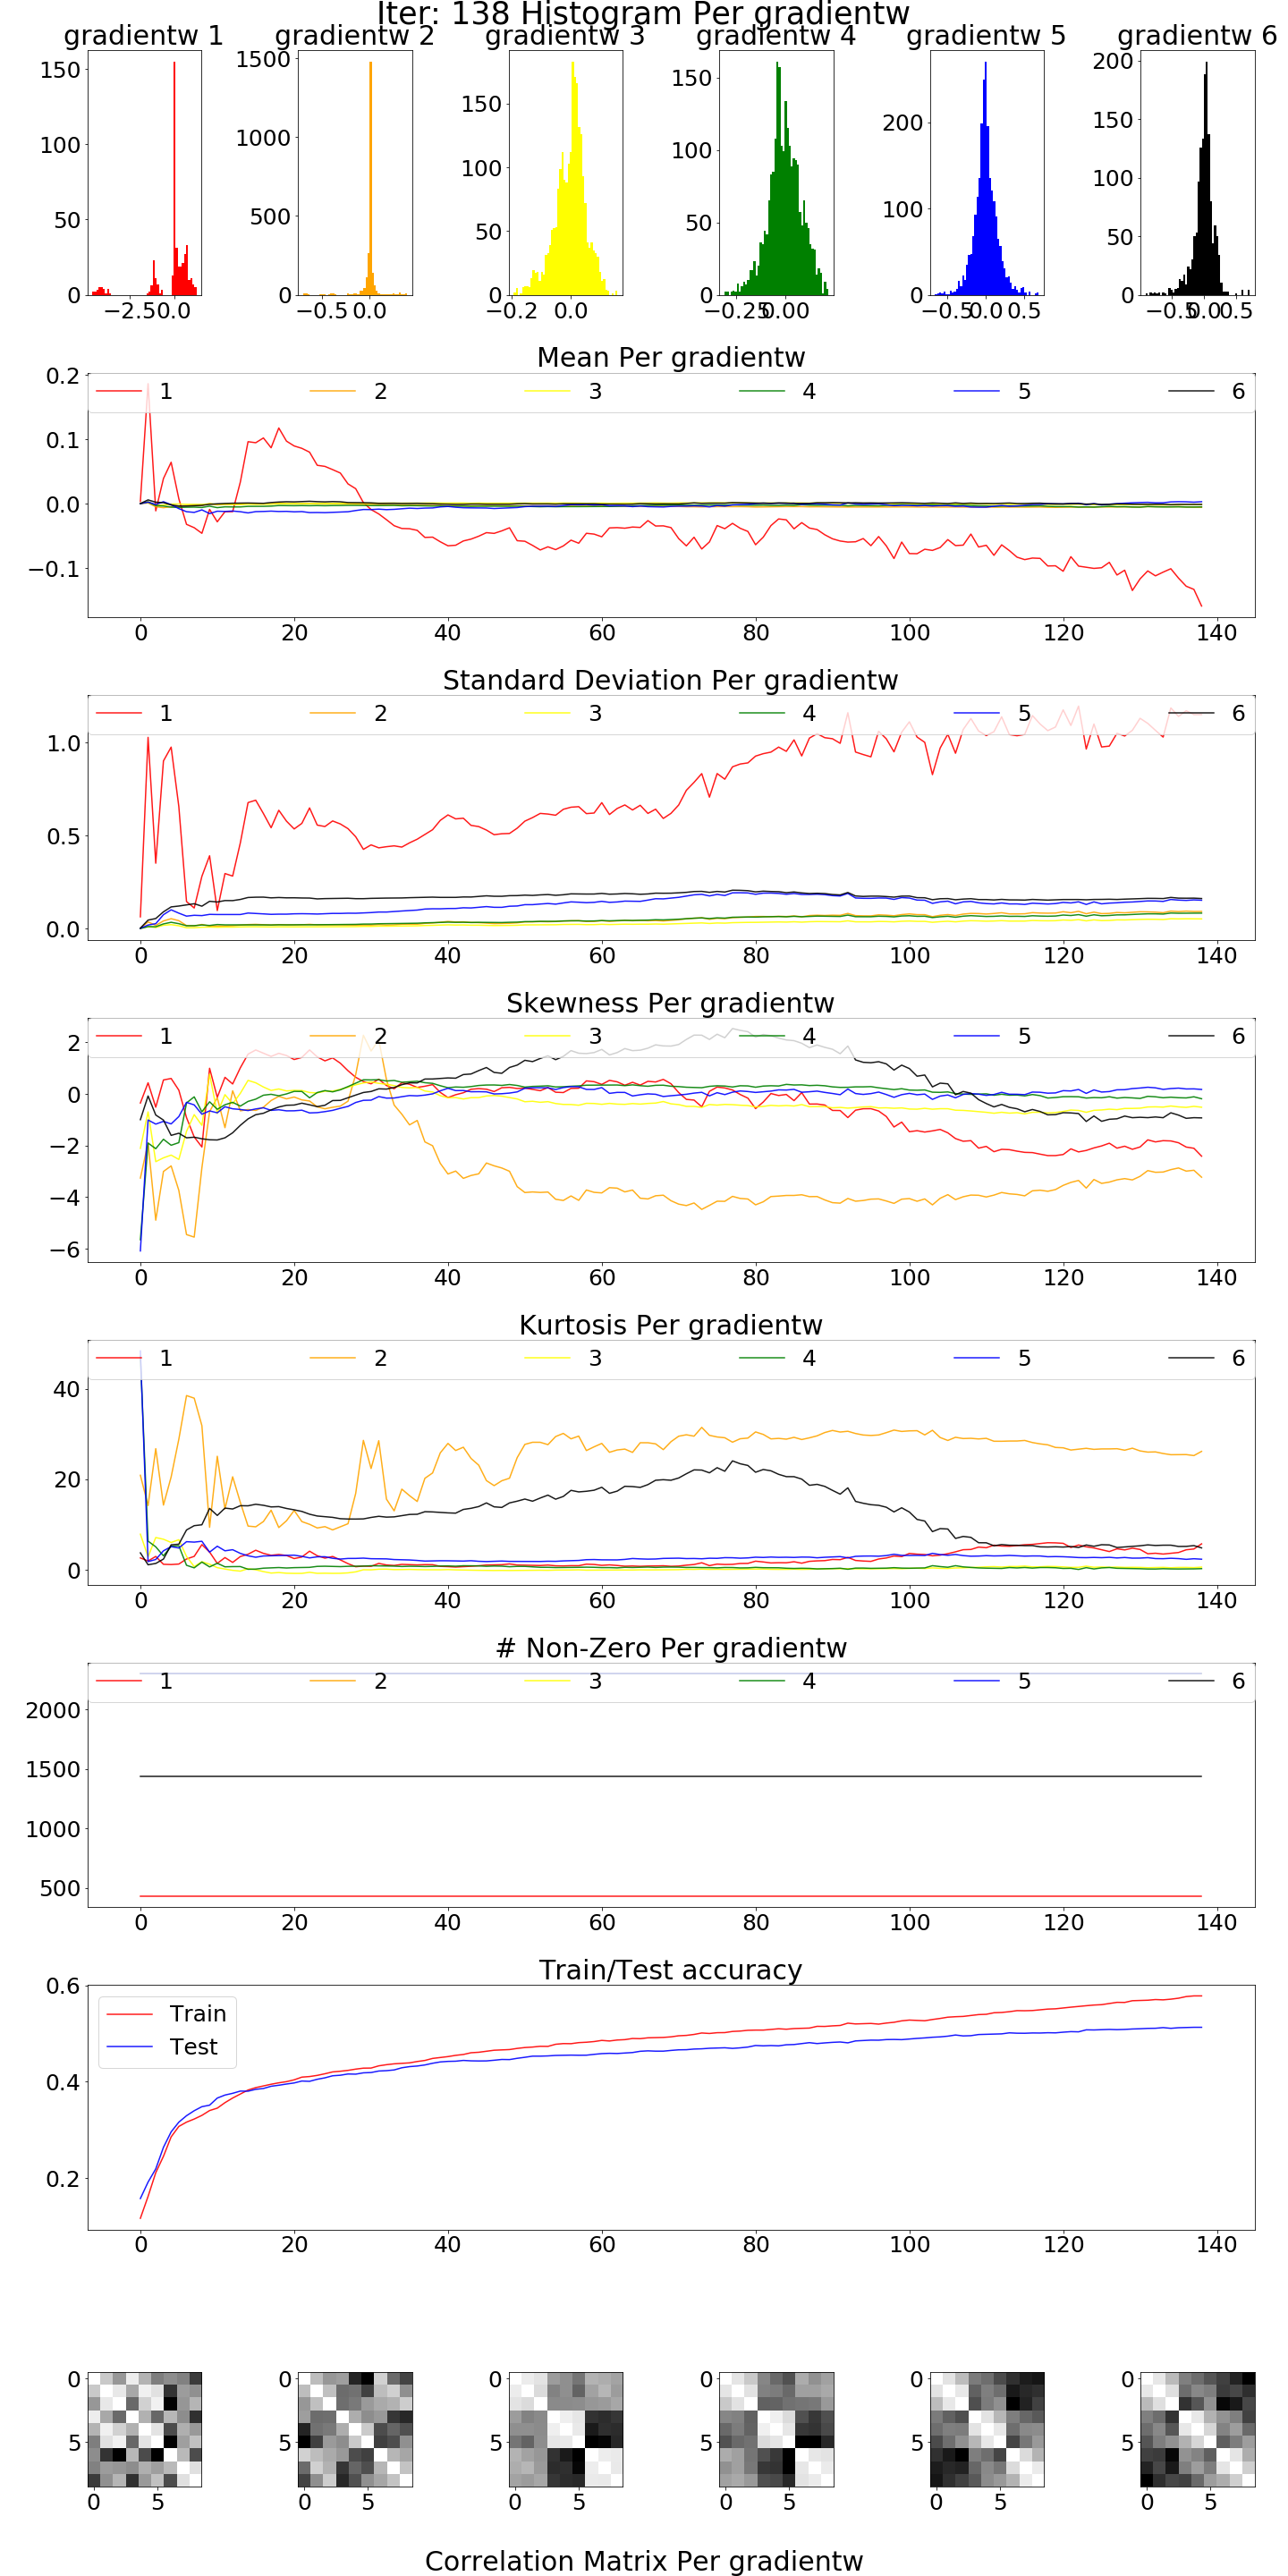 Iter: 138 Histogram Per gradientw
gradientw 1 gradientw 2 gradientw 3 gradientw 4 gradientw 5 gradientw 6
150
100
50
0
−2.5 0.0
1500
1000
500
0
−0.5 0.0
150
100
50
0
−0.2 0.0
150
100
50
0
−0.25 0.00
200
100
0
−0.5 0.0 0.5
200
150
100
50
0
−0.5 0.0 0.5
Mean Per gradientw
1 2 3 4 5 6
0.2
0.1
0.0
−0.1
0 20 40 60 80 100 120 140
Standard Deviation Per gradientw
1 2 3 4 5 6
1.0
0.5
0.0
0 20 40 60 80 100 120 140
Skewness Per gradientw
1 2 3 4 5 6
2
0
−2
−4
−6
0 20 40 60 80 100 120 140
Kurtosis Per gradientw
1 2 3 4 5 6
40
20
0
0 20 40 60 80 100 120 140
# Non-Zero Per gradientw
1 2 3 4 5 6
2000
1500
1000
500
0 20 40 60 80 100 120 140
Train/Test accuracy
Train
Test
0.6
0.4
0.2
0 20 40 60 80 100 120 140
0
5
0 5
0
5
0 5
0
5
0 5
0
5
0 5
0
5
0 5
0
5
0 5
Correlation Matrix Per gradientw